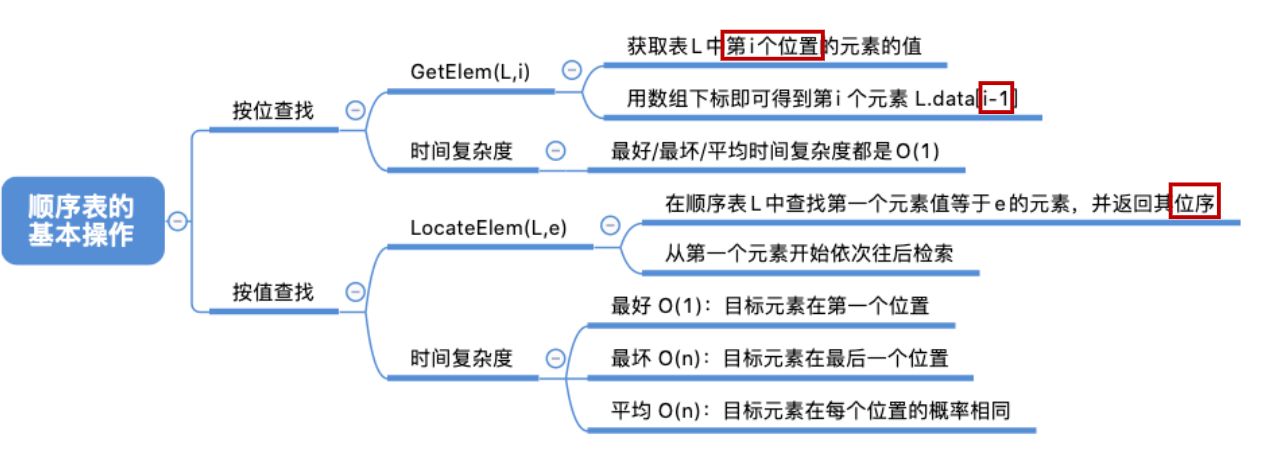 顺序表的
基本操作
按位查找
GetElem(L,i)
获取表L中第i个位置的元素的值
用数组下标即可得到第i个元素 L.data[i-1]
时间复杂度
最好/最坏/平均时间复杂度都是O(1)
按值查找
LocateElem(L,e)
在顺序表L中查找第一个元素值等于e的元素，并返回其位序
从第一个元素开始依次往后检索
时间复杂度
最好 O(1)：目标元素在第一个位置
最坏 O(n)：目标元素在最后一个位置
平均 O(n)：目标元素在每个位置的概率相同